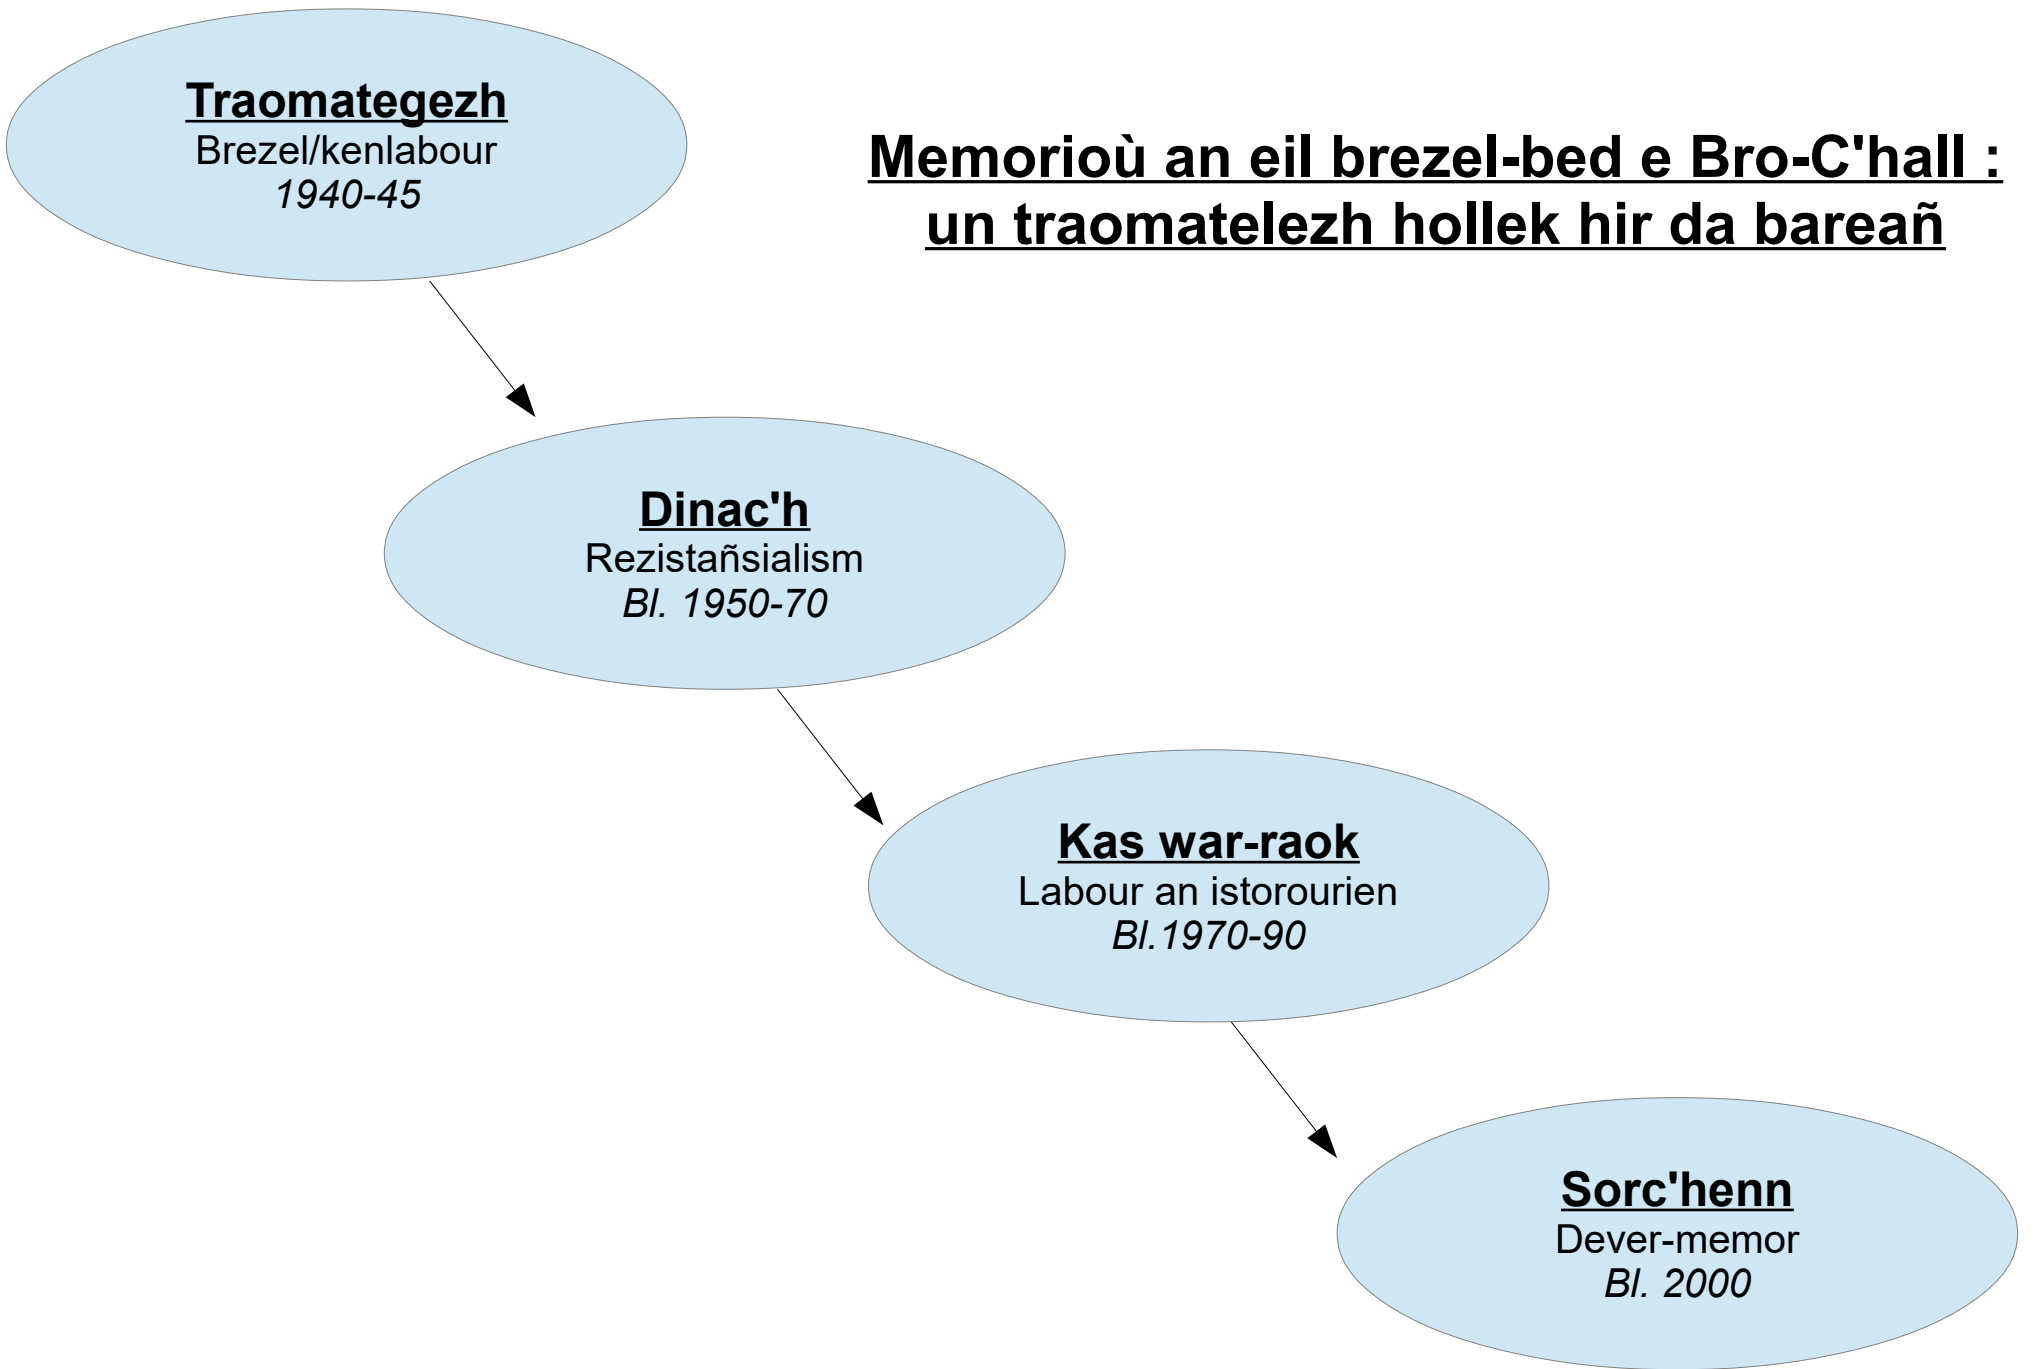 Traomategezh
Brezel/kenlabour
1940-45
Memorioù an eil brezel-bed e Bro-C'hall :
un traomatelezh hollek hir da bareañ
Dinac'h
Rezistañsialism
Bl. 1950-70
Kas war-raok
Labour an istorourien
Bl.1970-90
Sorc'henn
Dever-memor
Bl. 2000